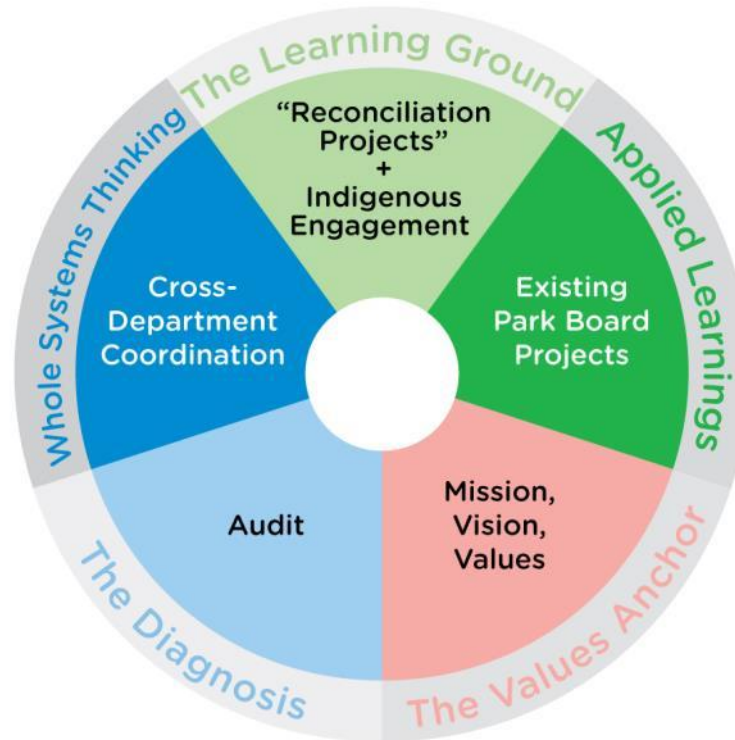 The Learning Ground
"Reconciliation
Projects"
+
Indigenous
Engagement
Applied Learnings
Existing
Park Board
Projects
The Values Anchor
Mission,
Vision,
Values
The Diagnosis
Audit
Whole Systems Thinking
Cross-
Department
Coordination